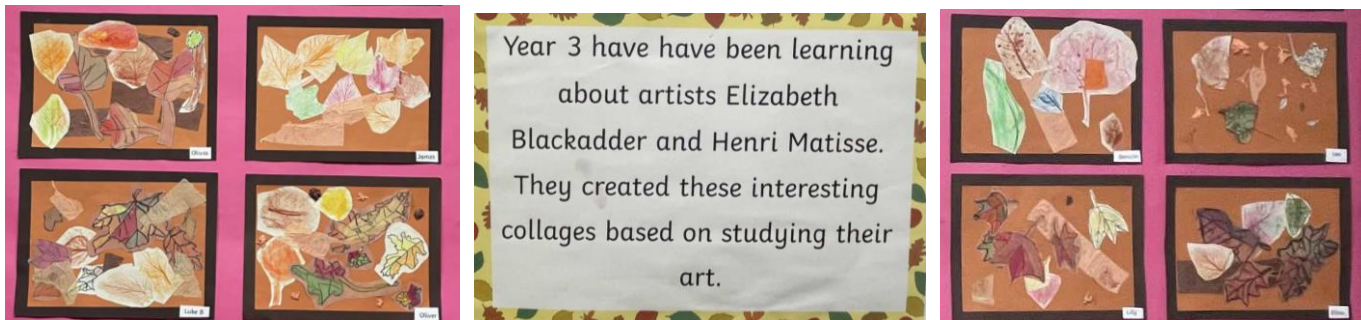 Olivia
James
Luke B
Oliver
Year 3 have have been learning
about artists Elizabeth
Blackadder and Henri Matisse.
They created these interesting
collages based on studying their
art.
Lilly